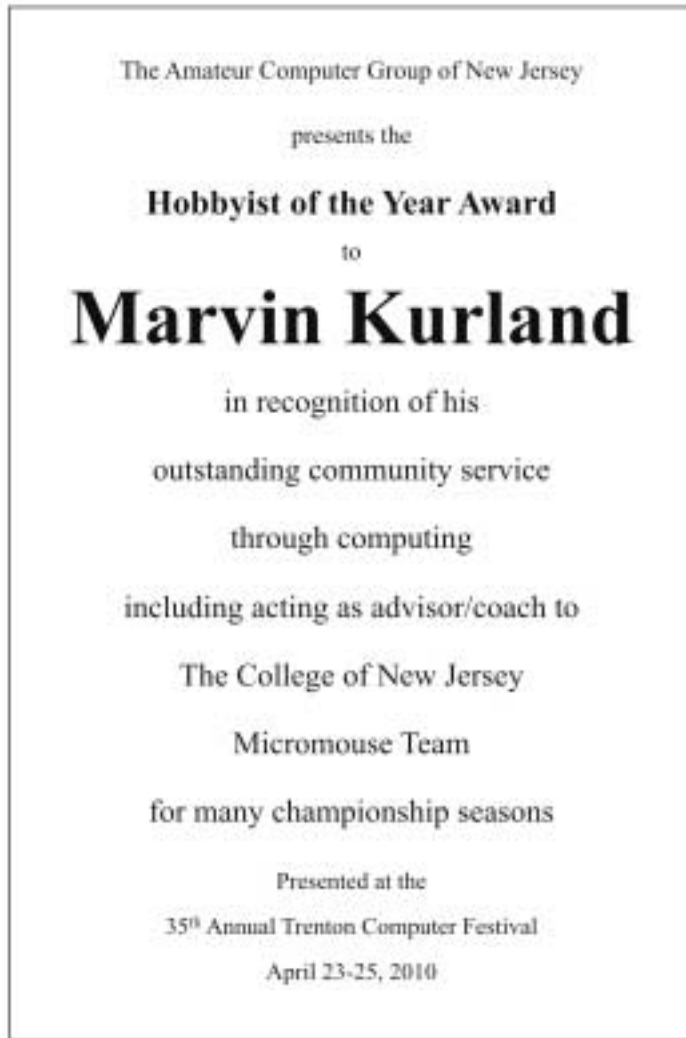 The Amateur Computer Group of New Jersey
presents the
Hobbyist of the Year Award
to
Marvin Kurland
in recognition of his
outstanding community service
through computing
including acting as advisor/coach to
The College of New Jersey
Micromouse Team
for many championship seasons
Presented at the
35th Annual Trenton Computer Festival
April 23-25, 2010